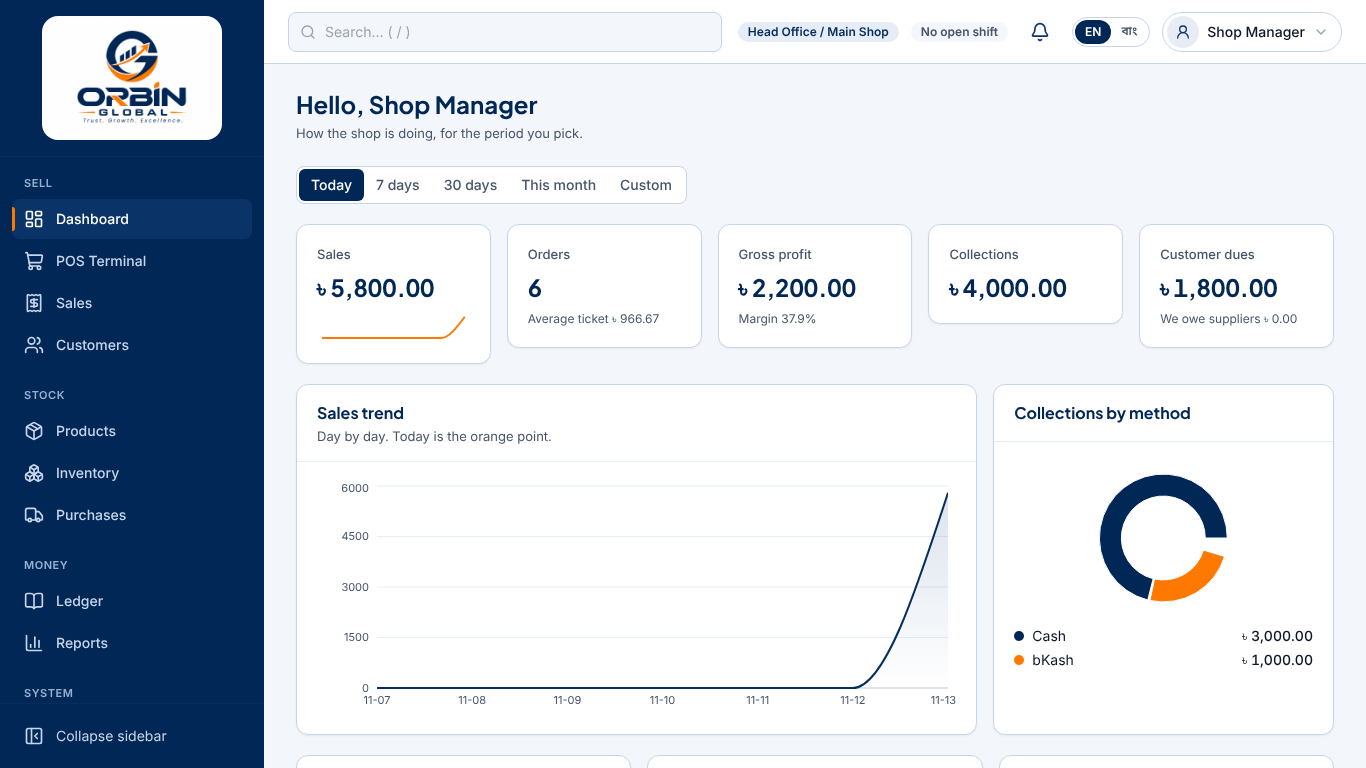 ORBIN
GLOBAL
Trust. Growth. Excellence.
SELL
Dashboard
POS Terminal
Sales
Customers
STOCK
Products
Inventory
Purchases
MONEY
Ledger
Reports
SYSTEM
Collapse sidebar
Search... ( / )
Head Office / Main Shop
No open shift
EN
বাং
Shop Manager
Hello, Shop Manager
How the shop is doing, for the period you pick.
Today 7 days 30 days This month Custom
Sales
৳ 5,800.00
Orders
6
Average ticket ৳ 966.67
Gross profit
৳ 2,200.00
Margin 37.9%
Collections
৳ 4,000.00
Customer dues
৳ 1,800.00
We owe suppliers ৳ 0.00
Sales trend
Day by day. Today is the orange point.
6000
4500
3000
1500
0
11-07 11-08 11-09 11-10 11-11 11-12 11-13
Collections by method
Cash ৳ 3,000.00
bKash ৳ 1,000.00